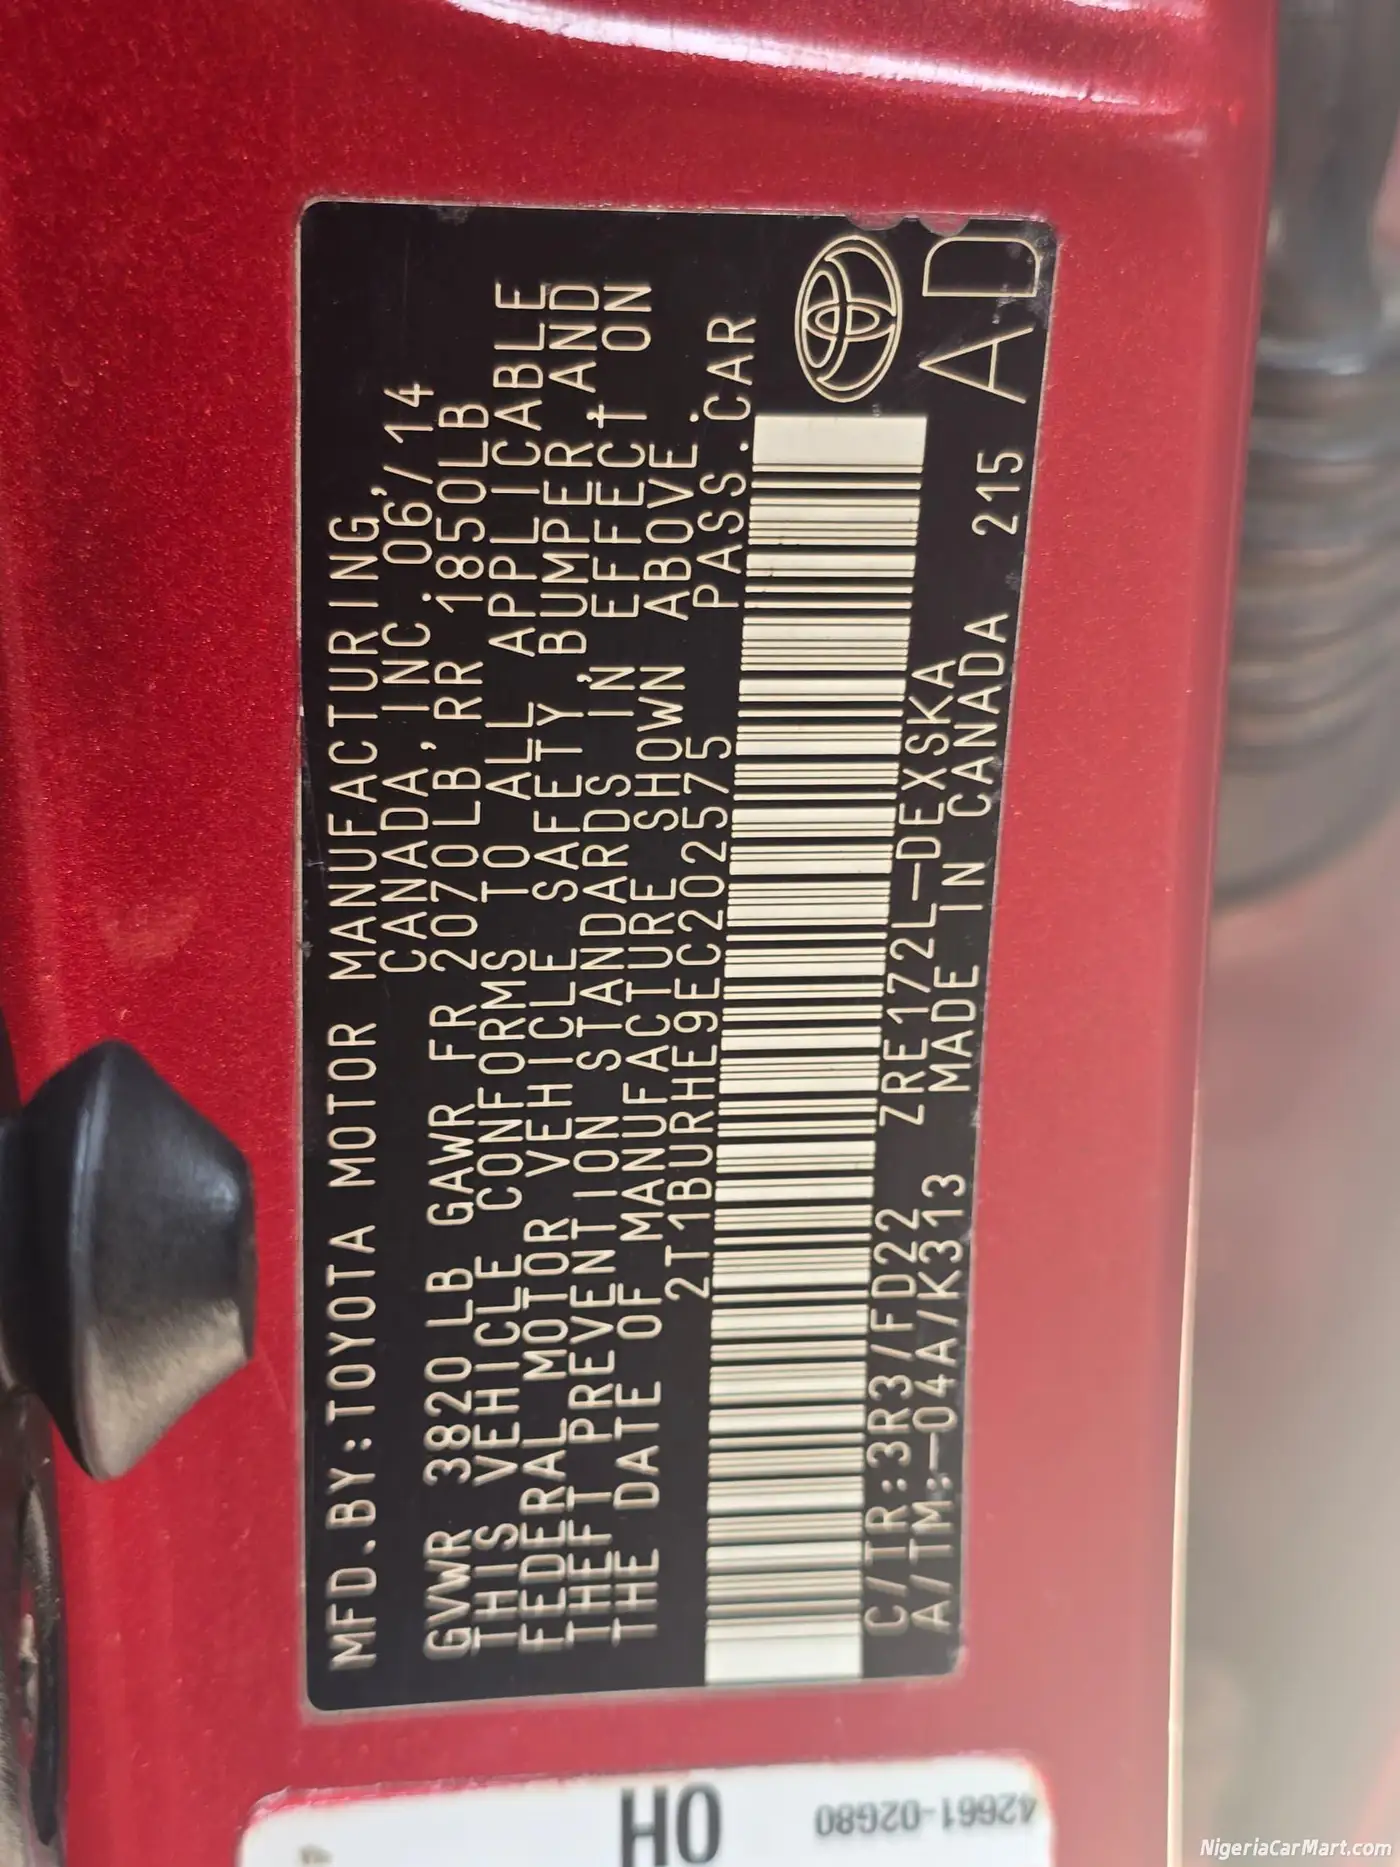 MFD.BY:TOYOTA MOTOR MANUFACTURING,
CANADA, INC 06/14
GVWR 3820LB GAWR FR 2070LB,RR 1850LB
THIS VEHICLE CONFORMS TO ALL APPLICABLE
FEDERAL MOTOR VEHICLE SAFETY, BUMPER AND
THEFT PREVENTION STANDARDS IN EFFECT ON
THE DATE OF MANUFACTURE SHOWN ABOVE.
2T1BURHE9EC202575 PASS.CAR
C/TR:3R3/FD22 ZRE172L-DEXSKA
A/TM:-04A/K313 MADE IN CANADA 215 AD
0H
42661-02G80
NigeriaCarMart.com